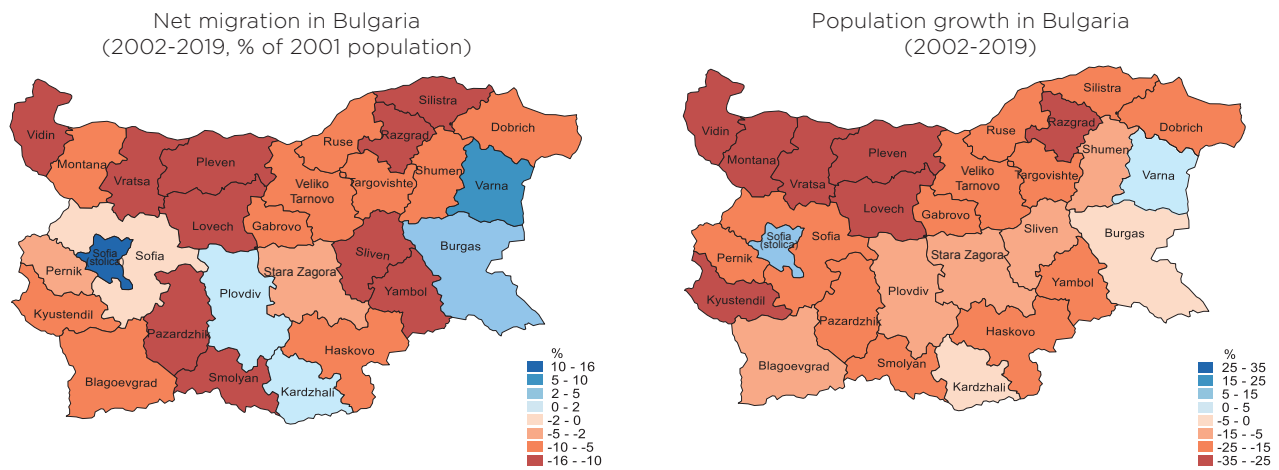 Net migration in Bulgaria
(2002-2019, % of 2001 population)
Vidin
Montana
Vratsa
Pleven
Lovech
Veliko
Tarnovo
Gabrovo
Ruse
Razgrad
Silistra
Dobrich
Targovishte
Shumen
Varna
Sofia
(stolica)
Sofia
Pernik
Kyustendil
Blagoevgrad
Pazardzhik
Plovdiv
Smolyan
Stara Zagora
Sliven
Yambol
Burgas
Haskovo
Kardzhali
%
10 - 16
5 - 10
2 - 5
0 - 2
-2 - 0
-5 - -2
-10 - -5
-16 - -10
Population growth in Bulgaria
(2002-2019)
Vidin
Montana
Vratsa
Pleven
Lovech
Veliko
Tarnovo
Gabrovo
Ruse
Razgrad
Silistra
Dobrich
Targovishte
Shumen
Varna
Sofia
(stolica)
Sofia
Pernik
Kyustendil
Blagoevgrad
Pazardzhik
Plovdiv
Smolyan
Stara Zagora
Sliven
Yambol
Burgas
Haskovo
Kardzhali
%
25 - 35
15 - 25
5 - 15
0 - 5
-5 - 0
-15 - -5
-25 - -15
-35 - -25